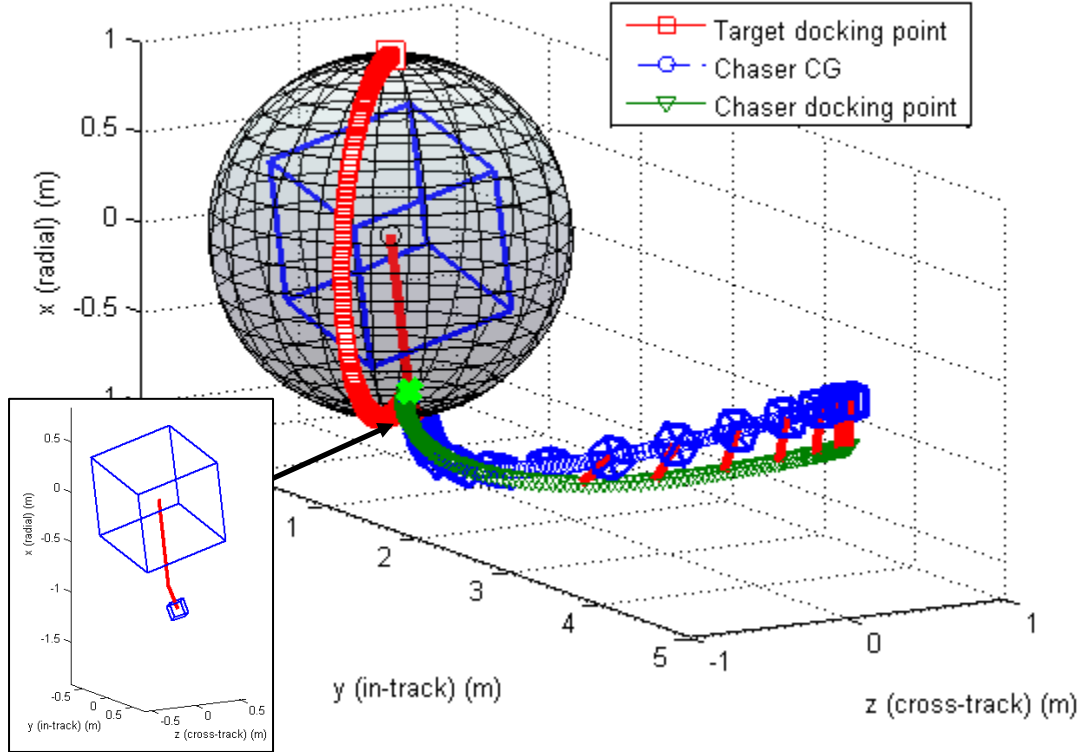 Target docking point
Chaser CG
Chaser docking point
1
0.5
0
-0.5
-1
x (radial) (m)
1
2
3
4
5
y (in-track) (m)
-1
0
1
z (cross-track) (m)
0.5
0
-0.5
-1
-1.5
x (radial) (m)
-0.5
0
0.5
y (in-track) (m)
-0.5
0
0.5
z (cross-track) (m)